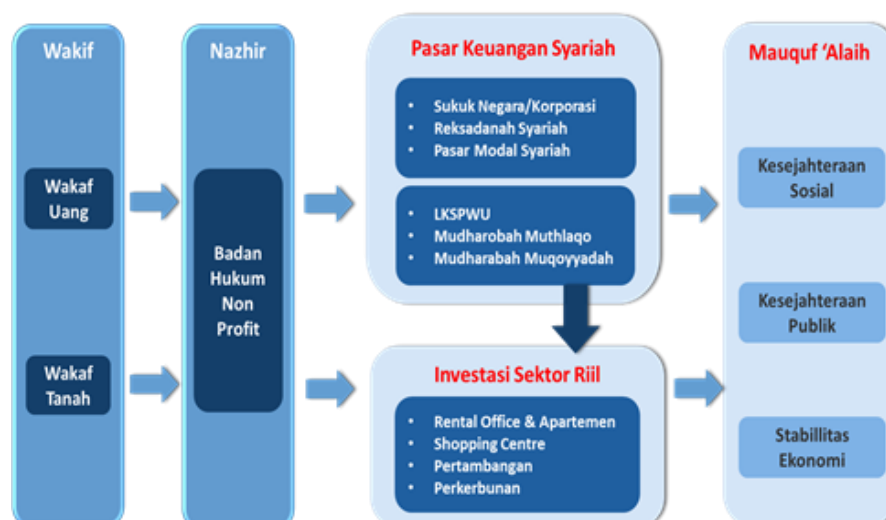 Wakif
Wakaf
Uang
Wakaf
Tanah
Nazhir
Badan
Hukum
Non
Profit
Pasar Keuangan Syariah
• Sukuk Negara/Korporasi
• Reksadanah Syariah
• Pasar Modal Syariah
• LKSPWU
• Mudharobah Muthlaqo
• Mudharabah Muqoyyadah
Investasi Sektor Riil
• Rental Office & Apartemen
• Shopping Centre
• Pertambangan
• Perkerbunan
Mauquf ‘Alaih
Kesejahteraan
Sosial
Kesejahteraan
Publik
Stabillitas
Ekonomi